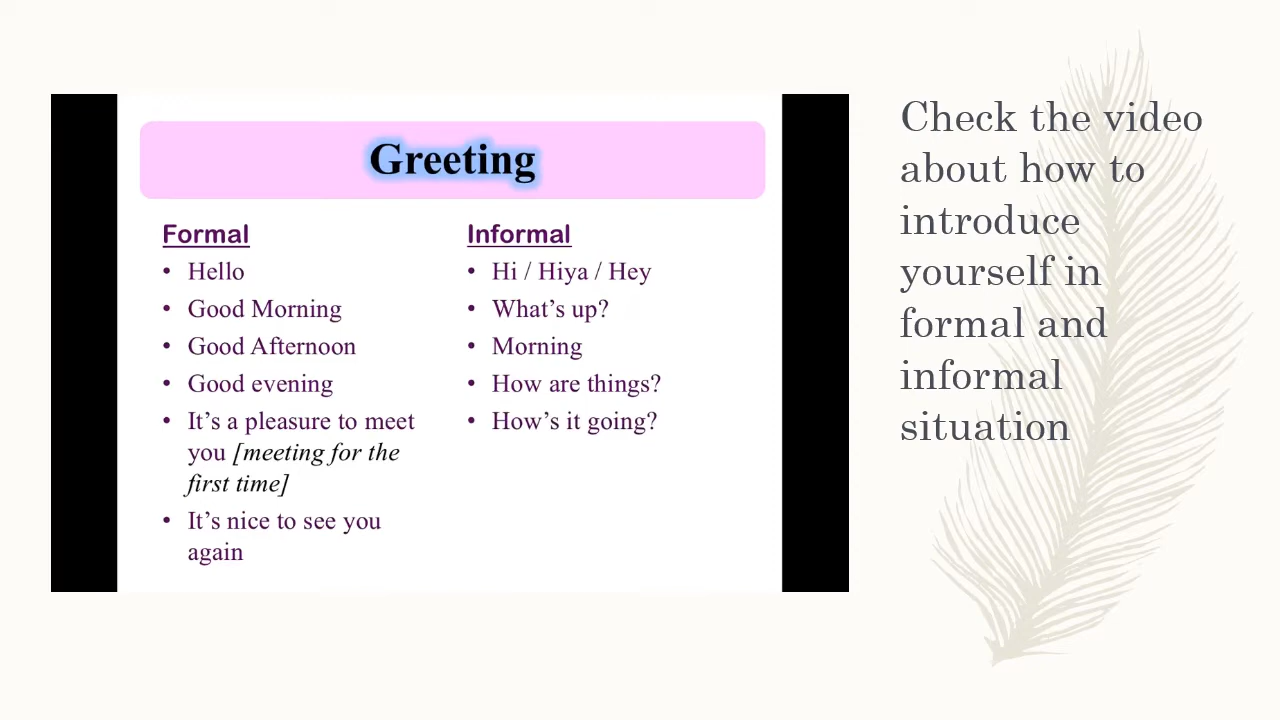 Greeting
Formal
• Hello
• Good Morning
• Good Afternoon
• Good evening
• It’s a pleasure to meet
you [meeting for the
first time]
• It’s nice to see you
again
Informal
• Hi / Hiya / Hey
• What’s up?
• Morning
• How are things?
• How’s it going?
Check the video
about how to
introduce
yourself in
formal and
informal
situation